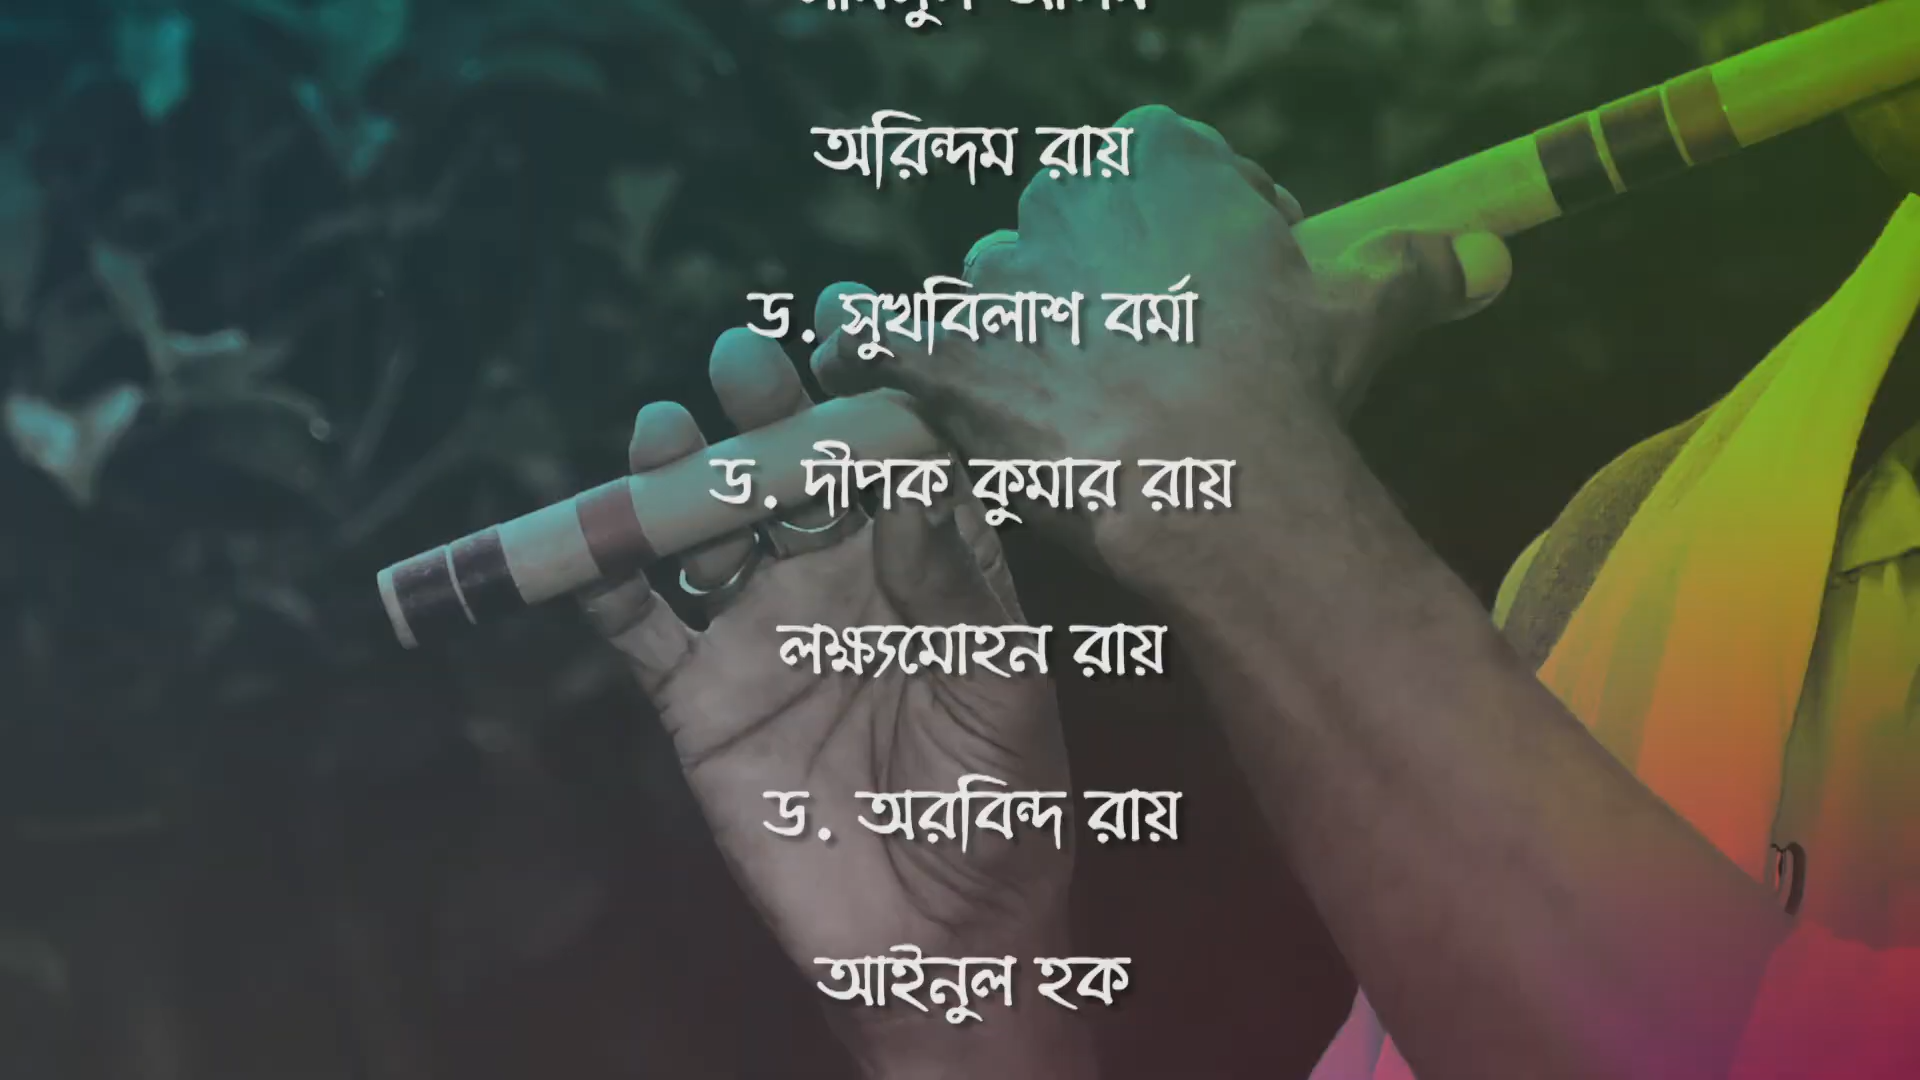 অরিন্দম রায়
ড. সুখবিলাশ বর্মা
ড. দীপক কুমার রায়
লক্ষ্যমোহন রায়
ড. অরবিন্দ রায়
আইনুল হক